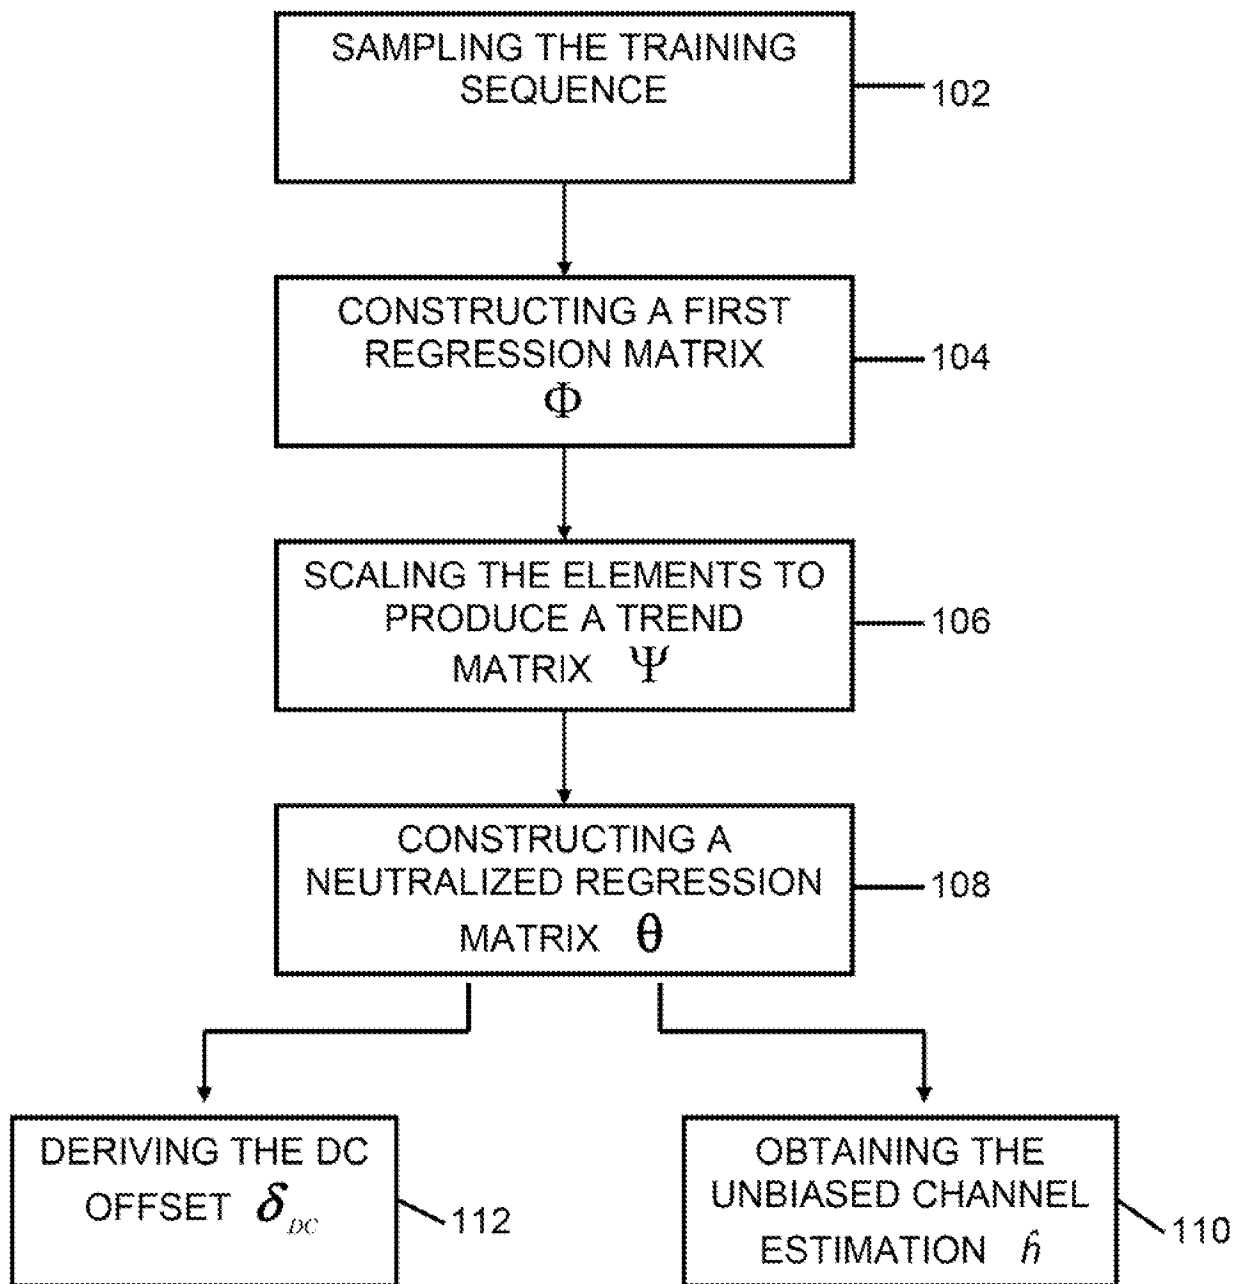 SAMPLING THE TRAINING
SEQUENCE
102
CONSTRUCTING A FIRST
REGRESSION MATRIX
Φ
104
SCALING THE ELEMENTS TO
PRODUCE A TREND
MATRIX Ψ
106
CONSTRUCTING A
NEUTRALIZED REGRESSION
MATRIX θ
108
DERIVING THE DC
OFFSET δ_DC
112
OBTAINING THE
UNBIASED CHANNEL
ESTIMATION ĥ
110